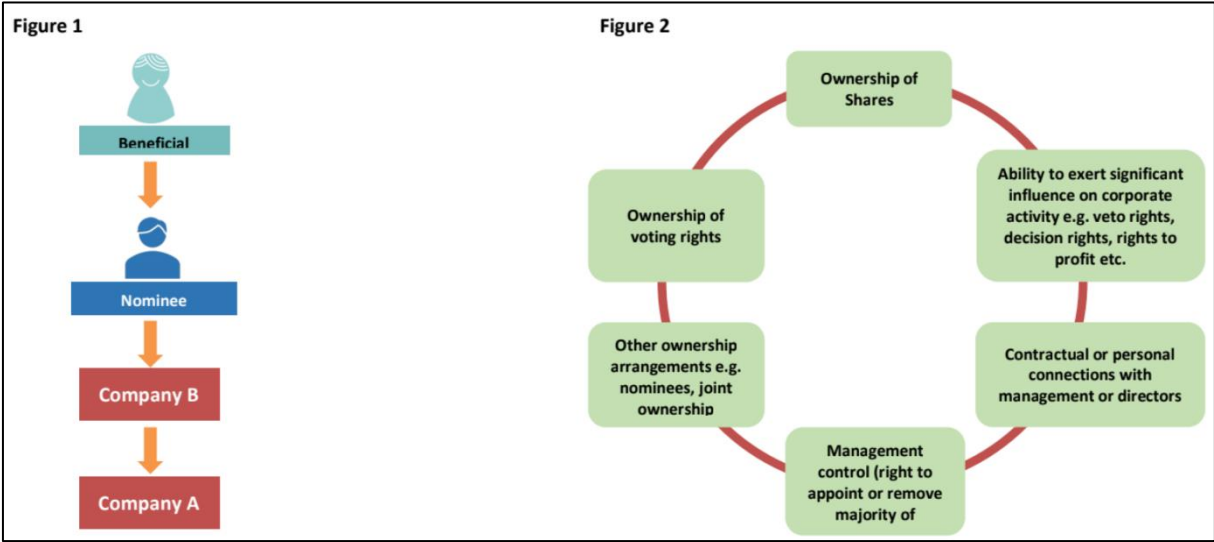 Figure 1
Beneficial
Nominee
Company B
Company A
Figure 2
Ownership of
Shares
Ability to exert significant
influence on corporate
activity e.g. veto rights,
decision rights, rights to
profit etc.
Contractual or personal
connections with
management or directors
Management
control (right to
appoint or remove
majority of
Other ownership
arrangements e.g.
nominees, joint
ownership
Ownership of
voting rights